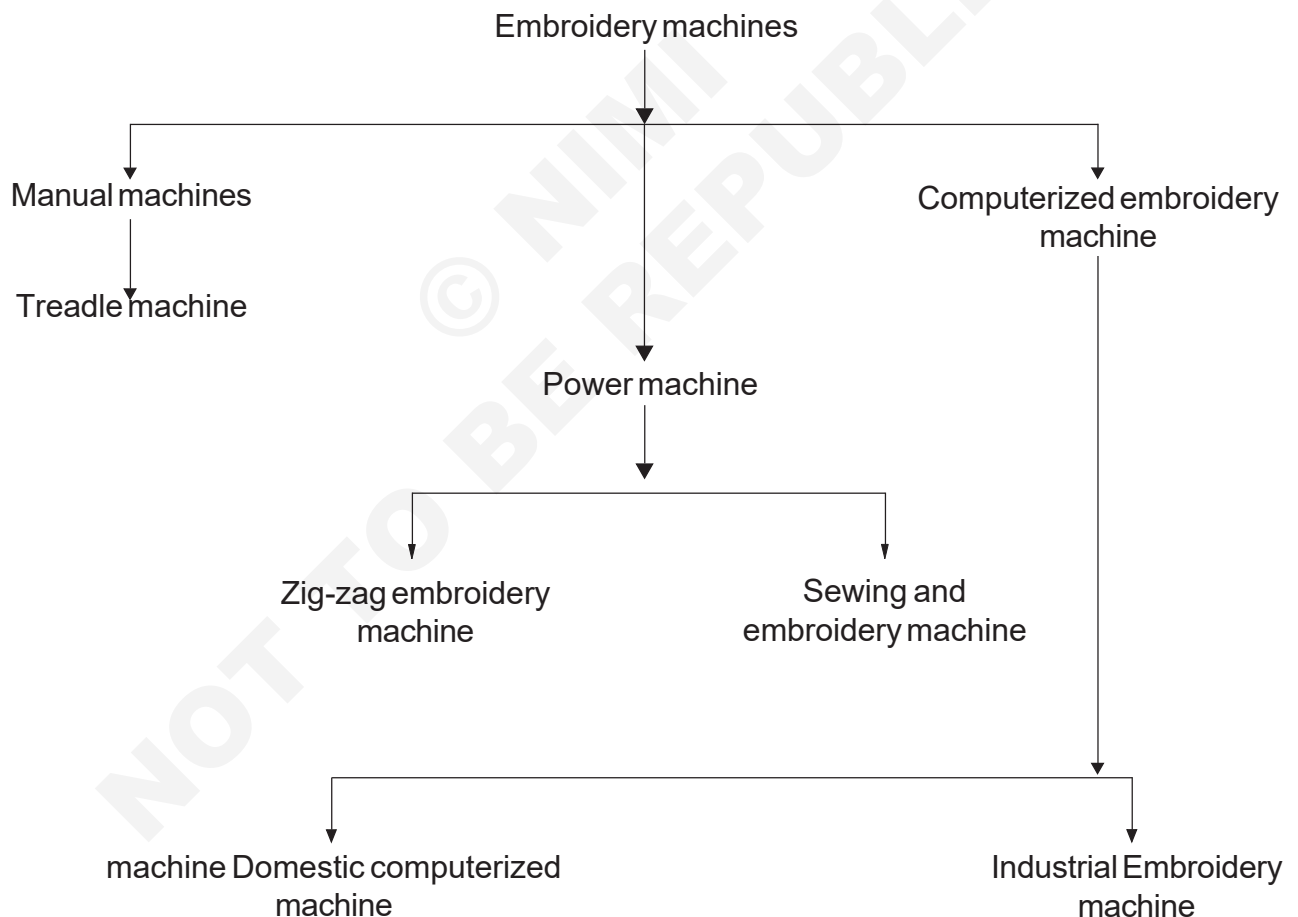 Embroidery machines
Manual machines
Computerized embroidery
machine
Treadle machine
Power machine
Zig-zag embroidery
machine
Sewing and
embroidery machine
machine Domestic computerized
machine
Industrial Embroidery
machine
© NIMI
NOT TO BE REPUBL